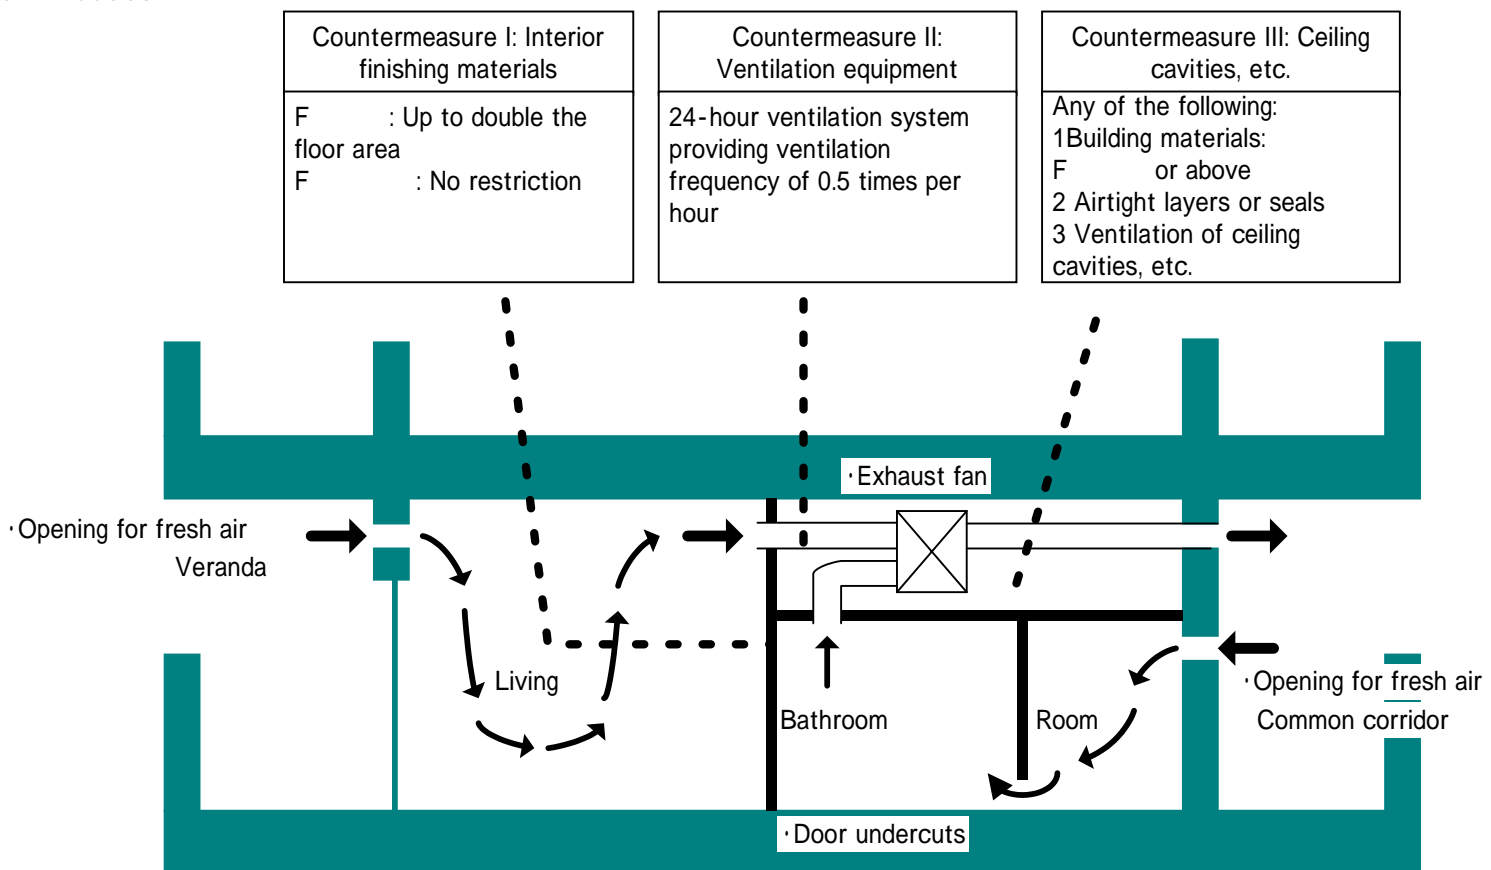 Countermeasure I: Interior
finishing materials
F : Up to double the
floor area
F : No restriction
Countermeasure II:
Ventilation equipment
24-hour ventilation system
providing ventilation
frequency of 0.5 times per
hour
Countermeasure III: Ceiling
cavities, etc.
Any of the following:
1Building materials:
F or above
2 Airtight layers or seals
3 Ventilation of ceiling
cavities, etc.
·Exhaust fan
·Opening for fresh air
Veranda
Living
Bathroom
Room
·Opening for fresh air
Common corridor
·Door undercuts